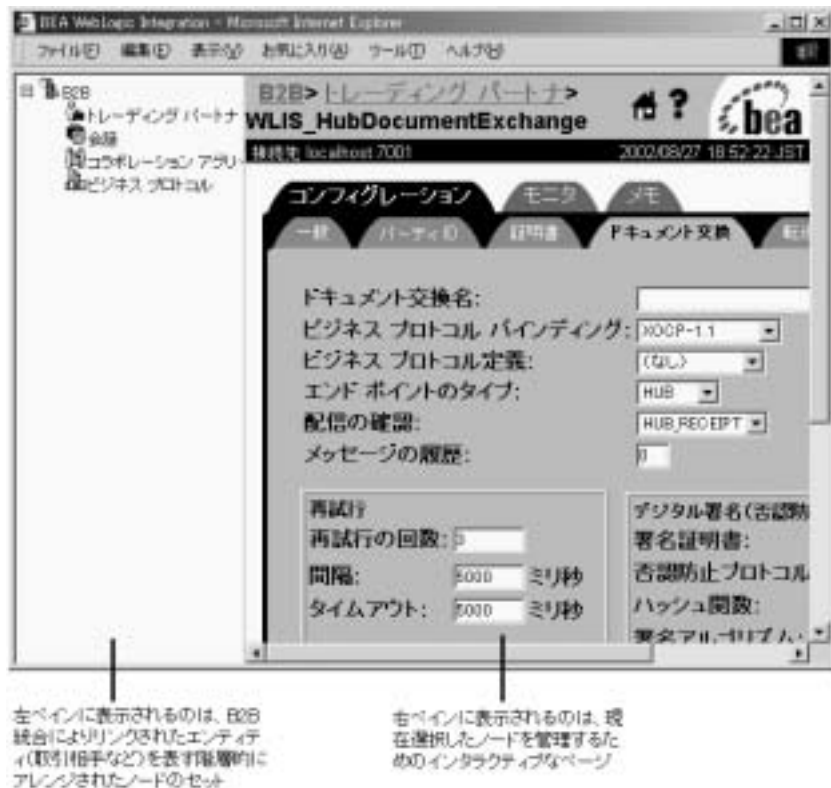 BEA WebLogic Integration - Microsoft Internet Explorer
ファイル(F) 編集(E) 表示(V) お気に入り(A) ツール(T) ヘルプ(H)
B2B
トレーディング パートナ
会話
コラボレーション アグリー
ビジネス プロトコル
B2B> トレーディング パートナ>
WLIS_HubDocumentExchange
bea
接続先 localhost:7001 2002/08/27 18:52:22 JST
コンフィグレーション モニタ メモ
一般 パーティ ID 証明書 ドキュメント交換
ドキュメント交換名:
ビジネス プロトコル バインディング: XOCP-1.1
ビジネス プロトコル定義: (なし)
エンド ポイントのタイプ: HUB
配信の確認: HUB_RECEIPT
メッセージの履歴: 0
再試行
再試行の回数: 3
間隔: 5000 ミリ秒
タイムアウト: 5000 ミリ秒
デジタル署名(否認防
署名証明書:
否認防止プロトコル
ハッシュ関数:
署名アルゴリズム:
左ペインに表示されるのは、B2B
統合によりリンクされたエンティテ
ィ(取引相手など)を表す階層的に
アレンジされたノードのセット
右ペインに表示されるのは、現
在選択したノードを管理するた
めのインタラクティブなページ